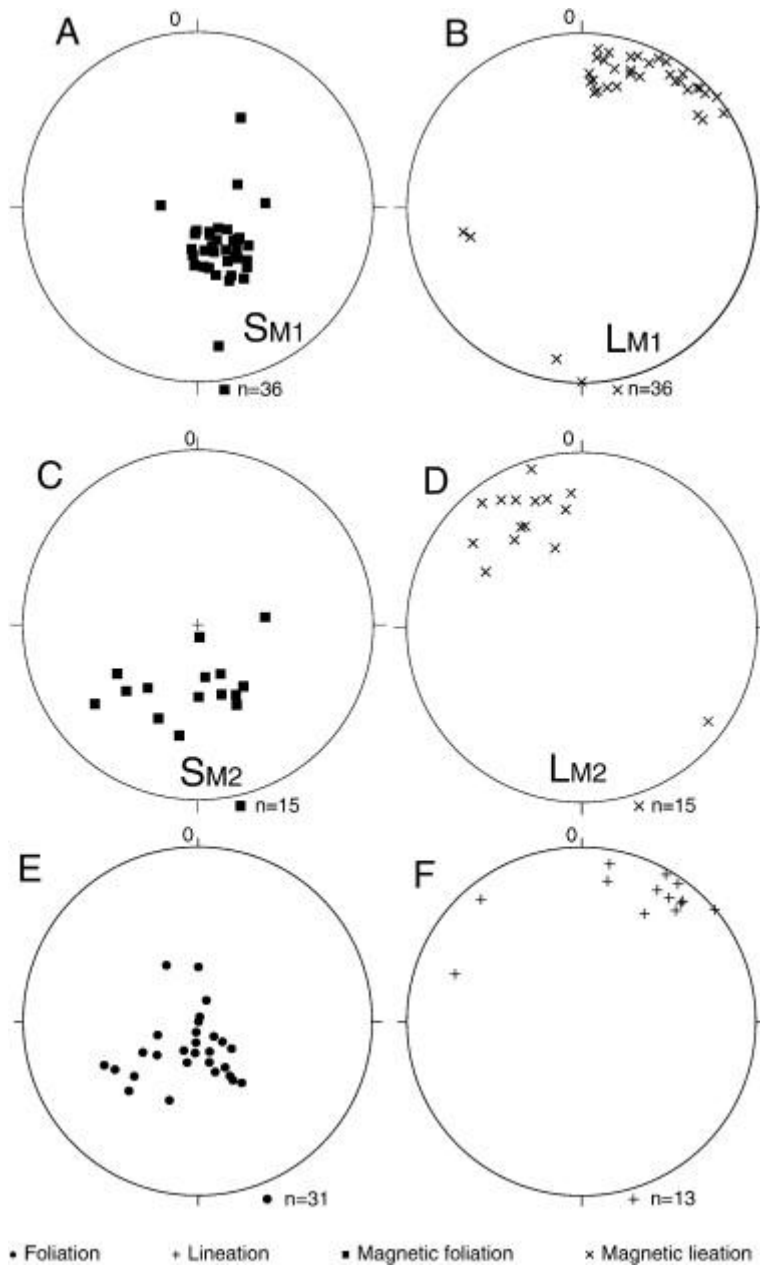 A 0
B 0
SM1
LM1
n=36
n=36
C 0
D 0
SM2
LM2
n=15
n=15
E 0
F 0
n=31
n=13
Foliation
Lineation
Magnetic foliation
Magnetic lieation